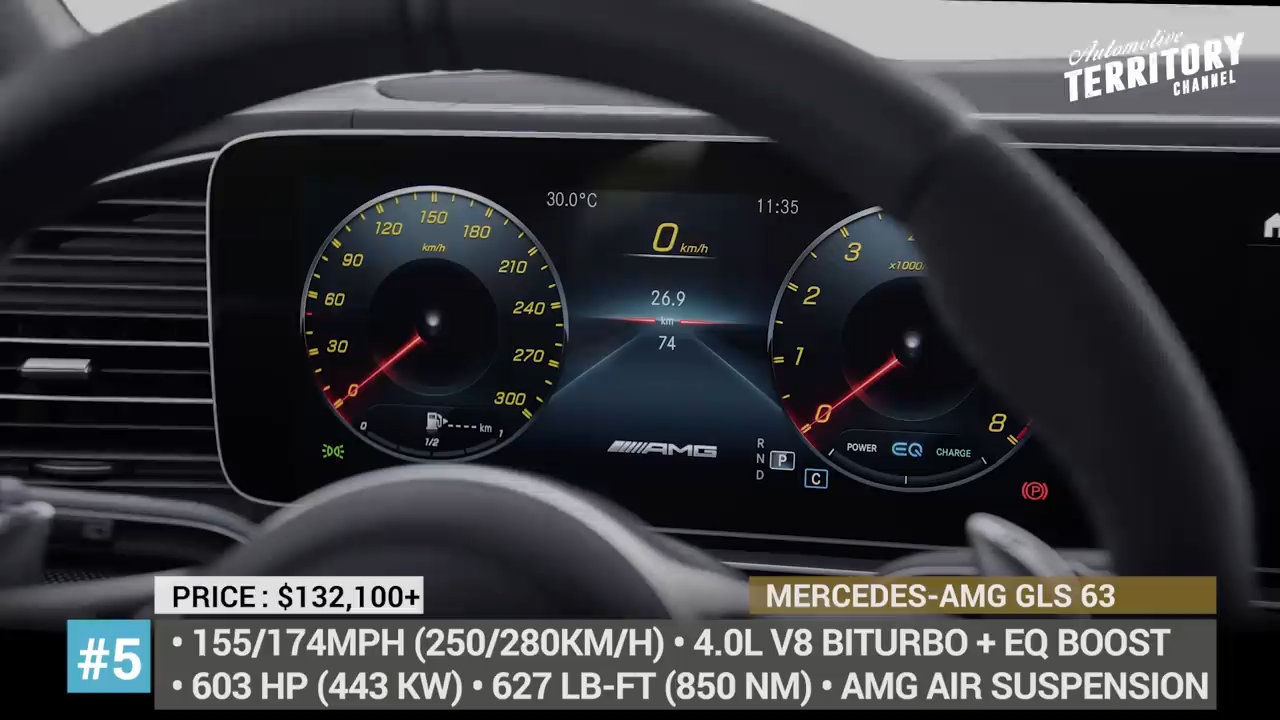 Automotive
TERRITORY
CHANNEL
30.0°C
11:35
0 km/h
26.9
km
74
AMG
0
30
60
90
120
150
180
210
240
270
300
km/h
0
1/2
1
----- km
0
1
2
3
8
x1000/
POWER EQ CHARGE
R
N P
D
C
P
PRICE : $132,100+
MERCEDES-AMG GLS 63
#5
• 155/174MPH (250/280KM/H) • 4.0L V8 BITURBO + EQ BOOST
• 603 HP (443 KW) • 627 LB-FT (850 NM) • AMG AIR SUSPENSION